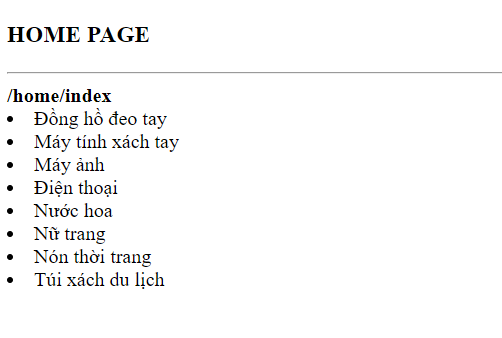 HOME PAGE
/home/index
Đồng hồ đeo tay
Máy tính xách tay
Máy ảnh
Điện thoại
Nước hoa
Nữ trang
Nón thời trang
Túi xách du lịch